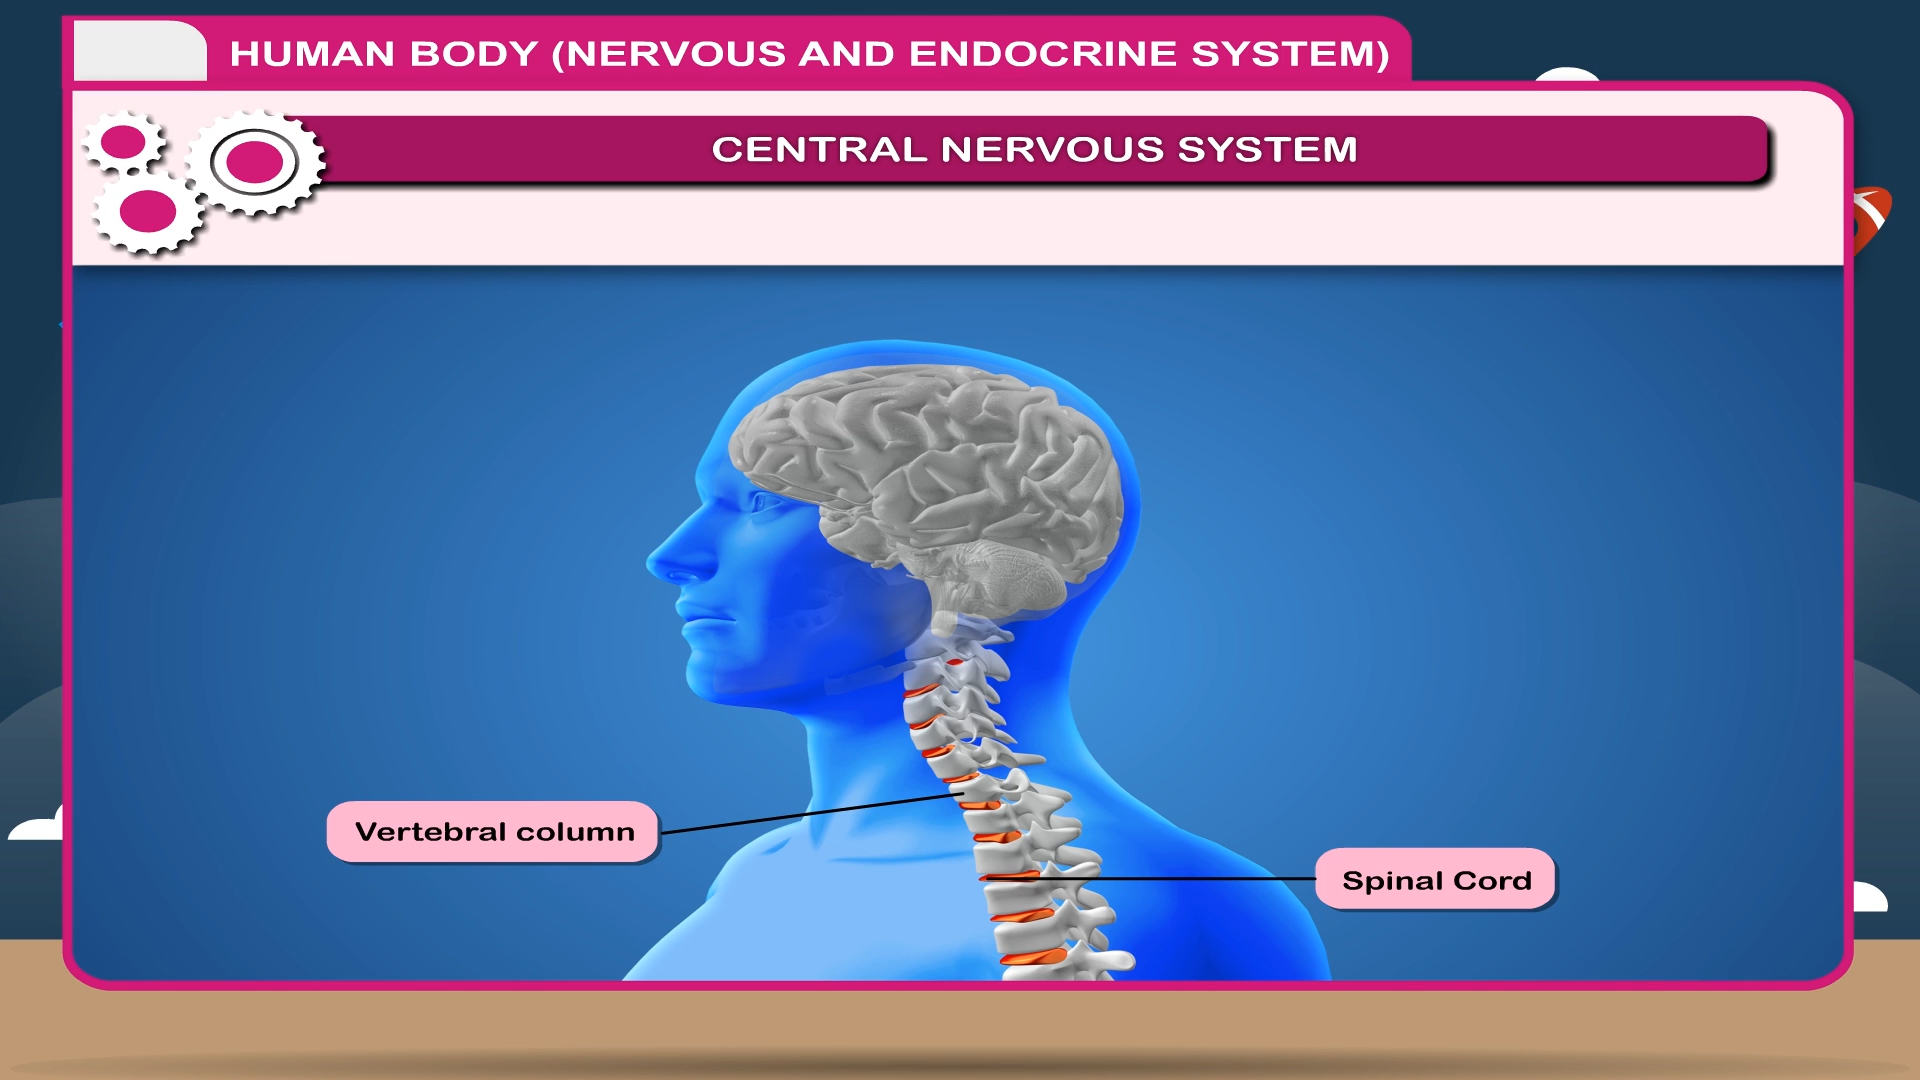 HUMAN BODY (NERVOUS AND ENDOCRINE SYSTEM)
CENTRAL NERVOUS SYSTEM
Vertebral column
Spinal Cord